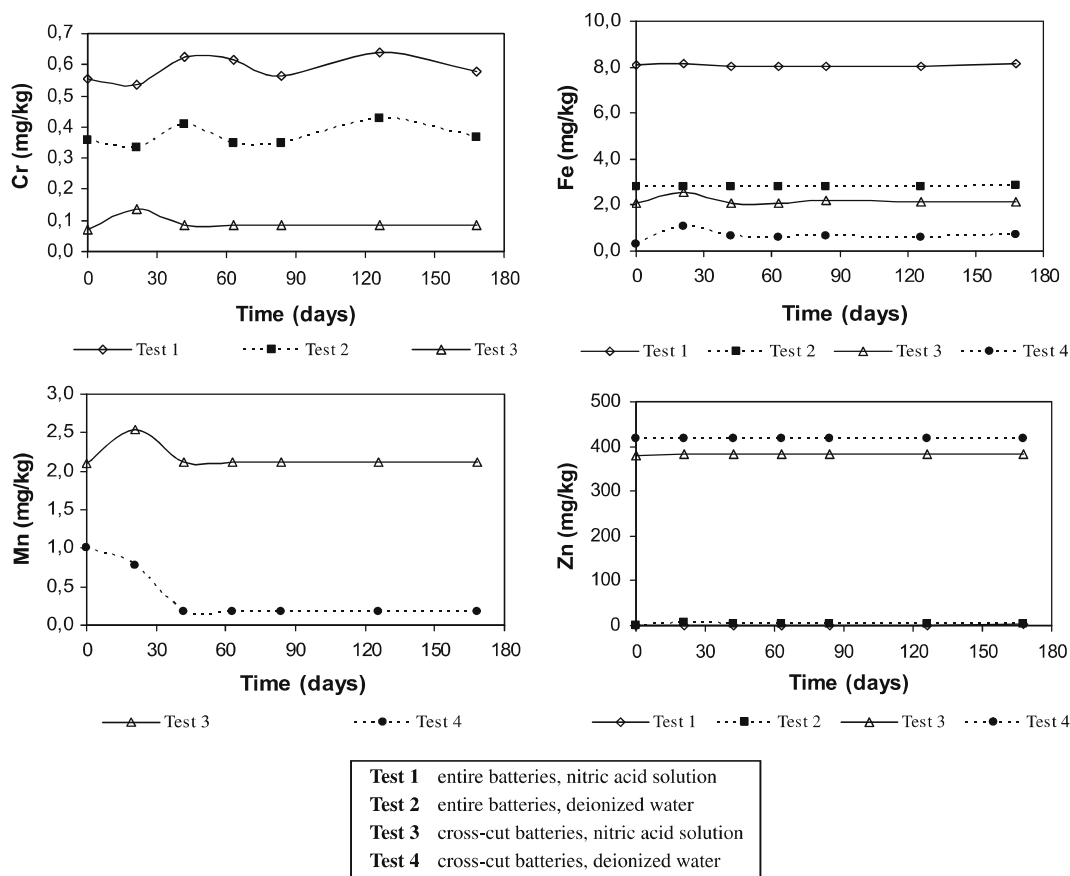 Cr (mg/kg)
0,7
0,6
0,5
0,4
0,3
0,2
0,1
0,0
0 30 60 90 120 150 180
Time (days)
Test 1 Test 2 Test 3
Fe (mg/kg)
10,0
8.0
6.0
4.0
2.0
0,0
0 30 60 90 120 150 180
Time (days)
Test 1 Test 2 Test 3 Test 4
Mn (mg/kg)
3,0
2,5
2,0
1,5
1,0
0,5
0,0
0 30 60 90 120 150 180
Time (days)
Test 3 Test 4
Zn (mg/kg)
500
400
300
200
100
0
0 30 60 90 120 150 180
Time (days)
Test 1 Test 2 Test 3 Test 4
Test 1 entire batteries, nitric acid solution
Test 2 entire batteries, deionized water
Test 3 cross-cut batteries, nitric acid solution
Test 4 cross-cut batteries, deionized water